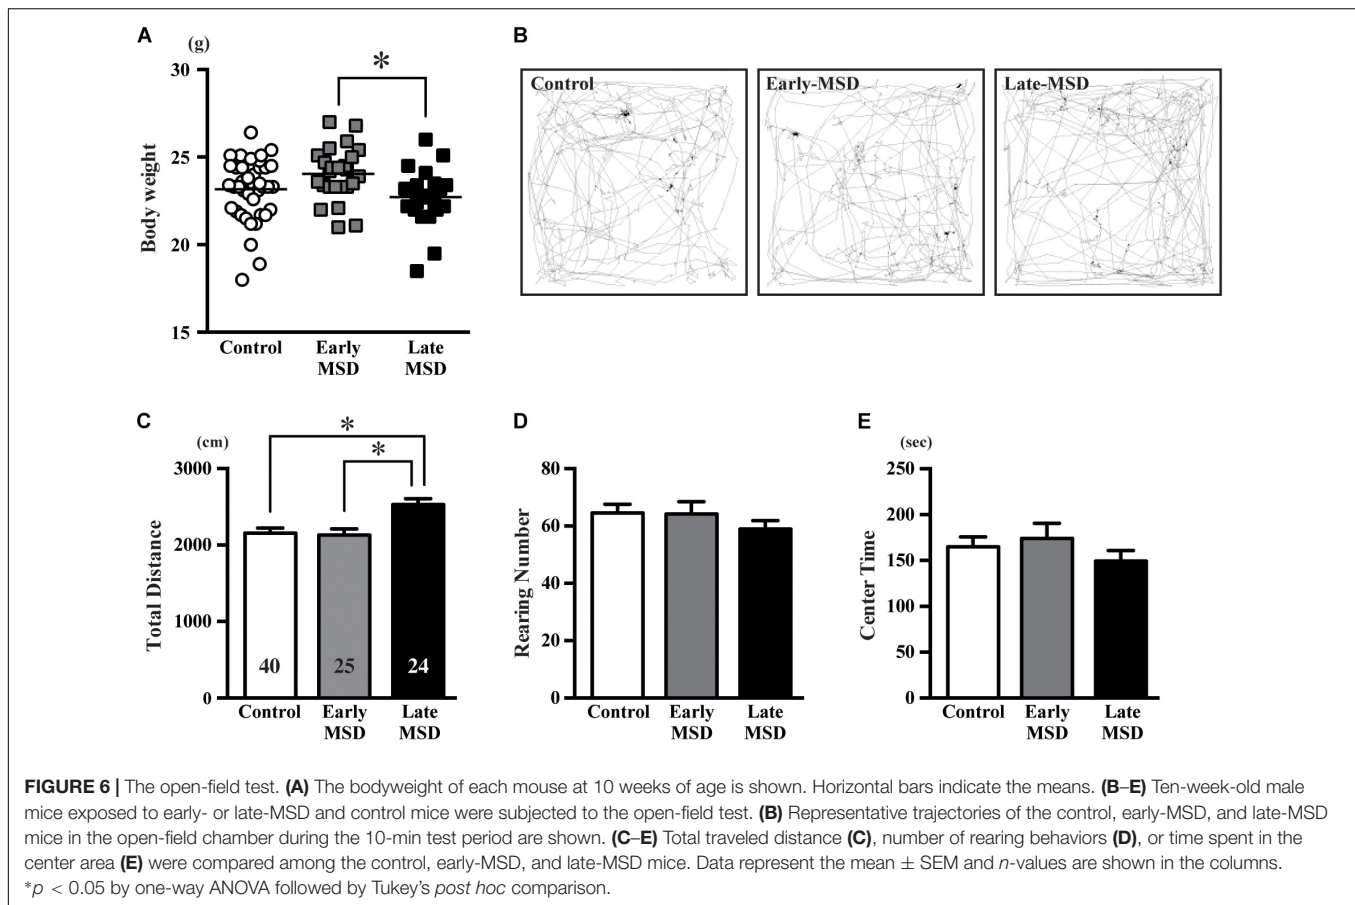 A
(g)
Body weight
30
25
20
15
*
Control
Early
MSD
Late
MSD
B
Control
Early-MSD
Late-MSD
C
(cm)
Total Distance
3000
2000
1000
0
*
*
40
25
24
Control
Early
MSD
Late
MSD
D
Rearing Number
80
60
40
20
0
Control
Early
MSD
Late
MSD
E
(sec)
Center Time
250
200
150
100
50
0
Control
Early
MSD
Late
MSD
FIGURE 6 | The open-field test. (A) The bodyweight of each mouse at 10 weeks of age is shown. Horizontal bars indicate the means. (B–E) Ten-week-old male
mice exposed to early- or late-MSD and control mice were subjected to the open-field test. (B) Representative trajectories of the control, early-MSD, and late-MSD
mice in the open-field chamber during the 10-min test period are shown. (C–E) Total traveled distance (C), number of rearing behaviors (D), or time spent in the
center area (E) were compared among the control, early-MSD, and late-MSD mice. Data represent the mean ± SEM and n-values are shown in the columns.
*p < 0.05 by one-way ANOVA followed by Tukey's post hoc comparison.